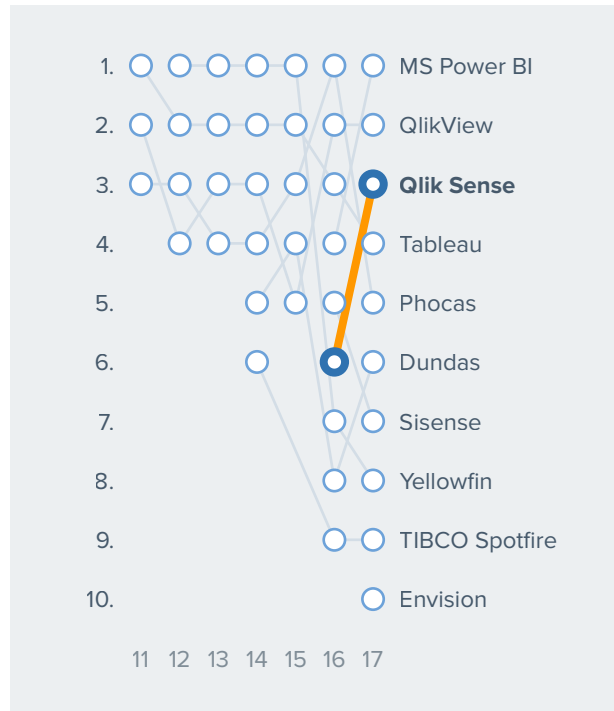 1. MS Power BI
2. QlikView
3. Qlik Sense
4. Tableau
5. Phocas
6. Dundas
7. Sisense
8. Yellowfin
9. TIBCO Spotfire
10. Envision
11 12 13 14 15 16 17